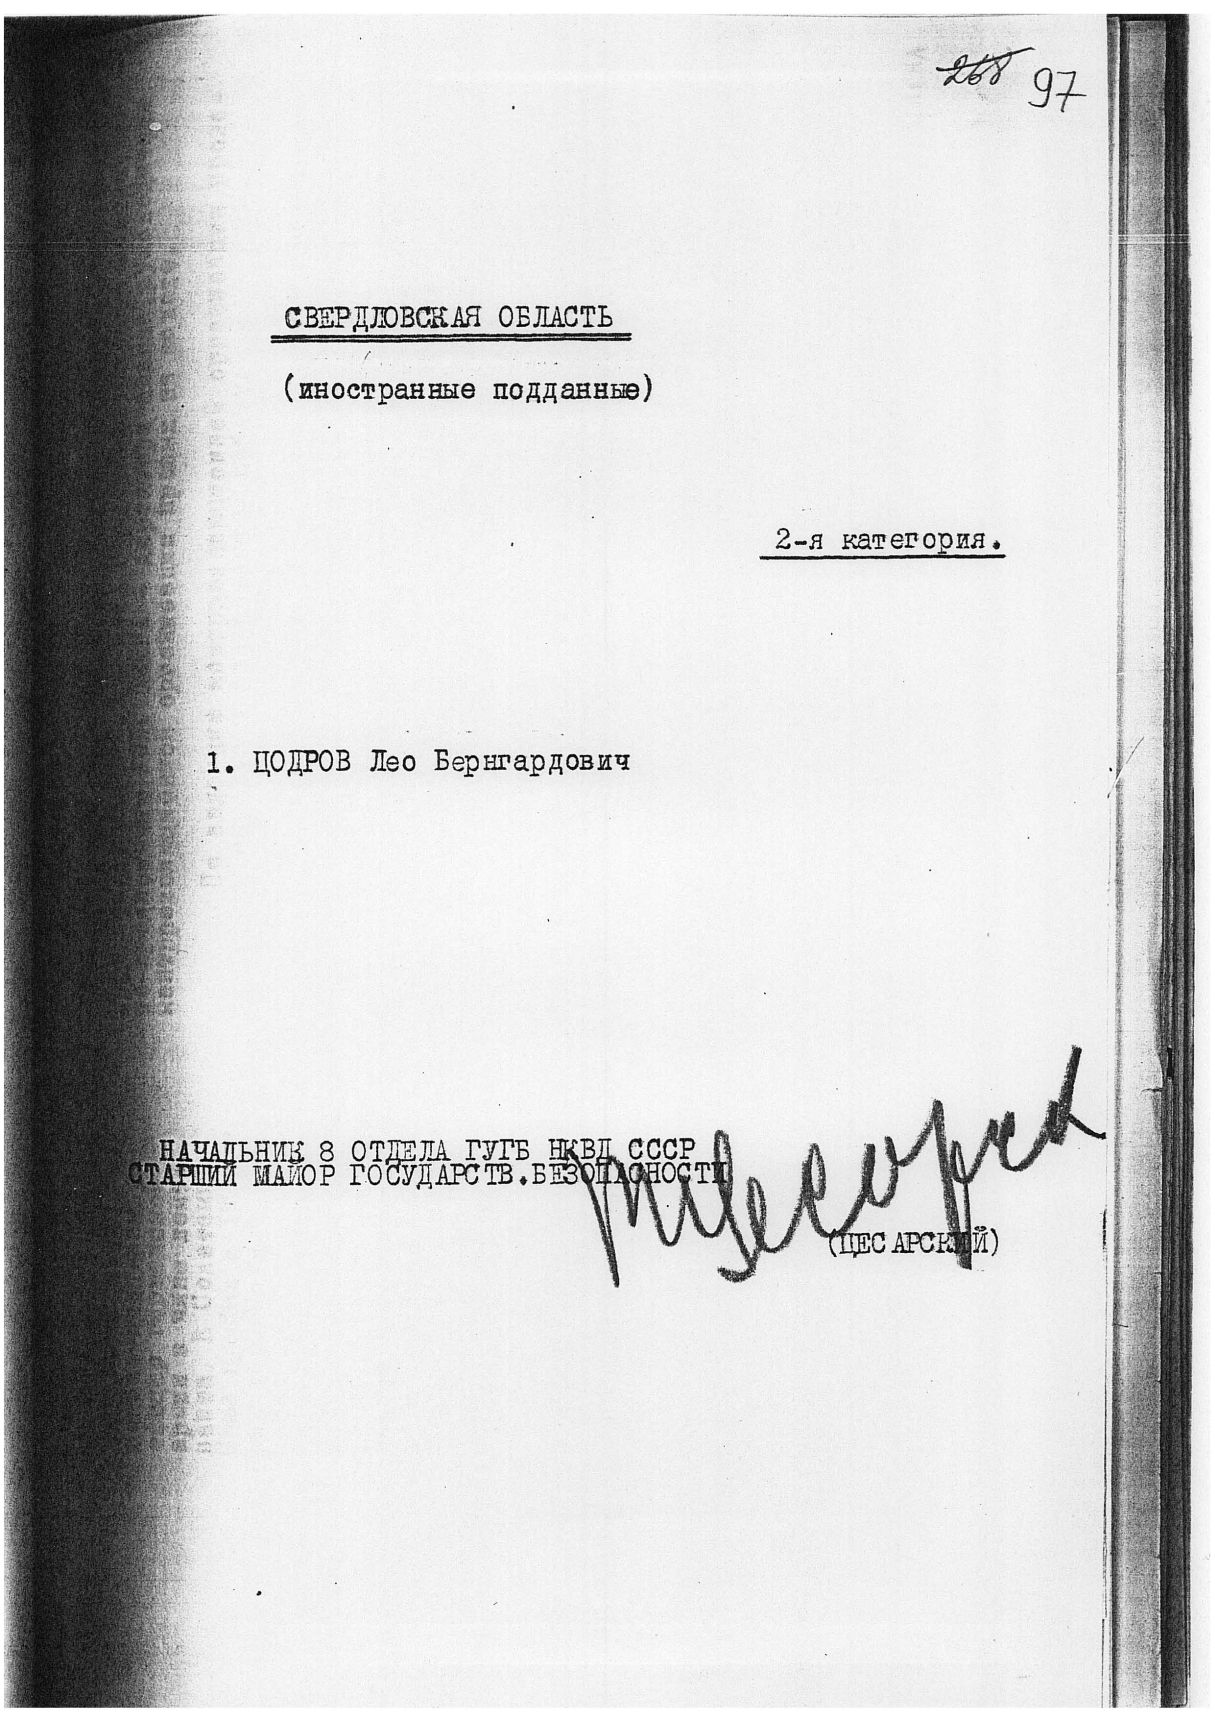 268 97
СВЕРДЛОВСКАЯ ОБЛАСТЬ
(иностранные подданные)
2-я категория.
1. ЦОДРОВ Лео Бернгардович
НАЧАЛЬНИК 8 ОТДЕЛА ГУГБ НКВД СССР
СТАРШИЙ МАЙОР ГОСУДАРСТВ.БЕЗОПАСНОСТИ
(ЦЕСАРСКИЙ)